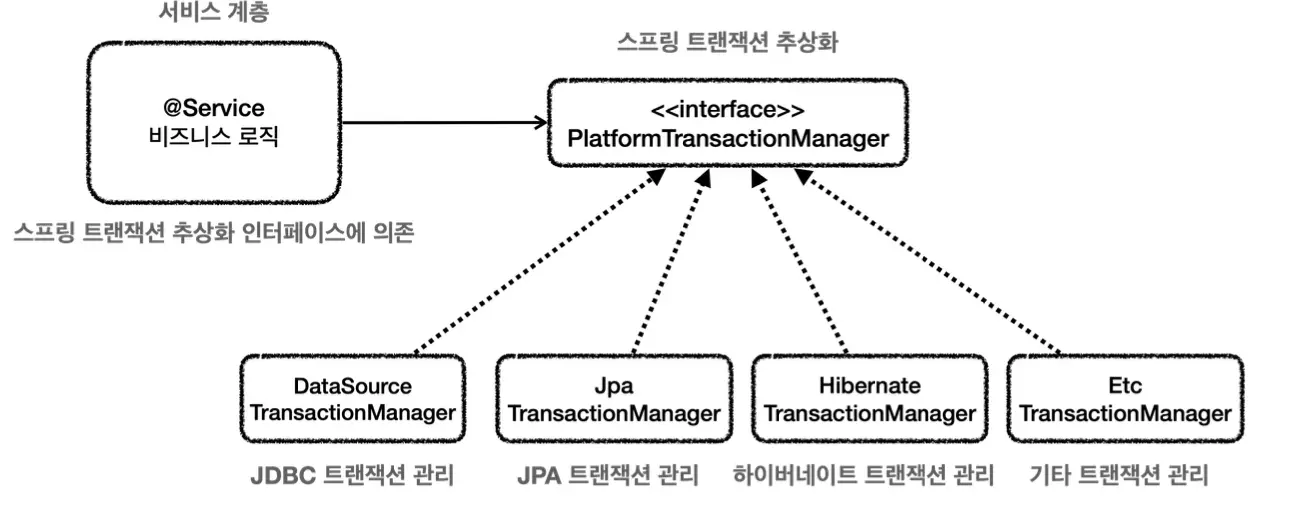 서비스 계층
스프링 트랜잭션 추상화
@Service
비즈니스 로직
<<interface>>
PlatformTransactionManager
스프링 트랜잭션 추상화 인터페이스에 의존
DataSource
TransactionManager
Jpa
TransactionManager
Hibernate
TransactionManager
Etc
TransactionManager
JDBC 트랜잭션 관리
JPA 트랜잭션 관리
하이버네이트 트랜잭션 관리
기타 트랜잭션 관리